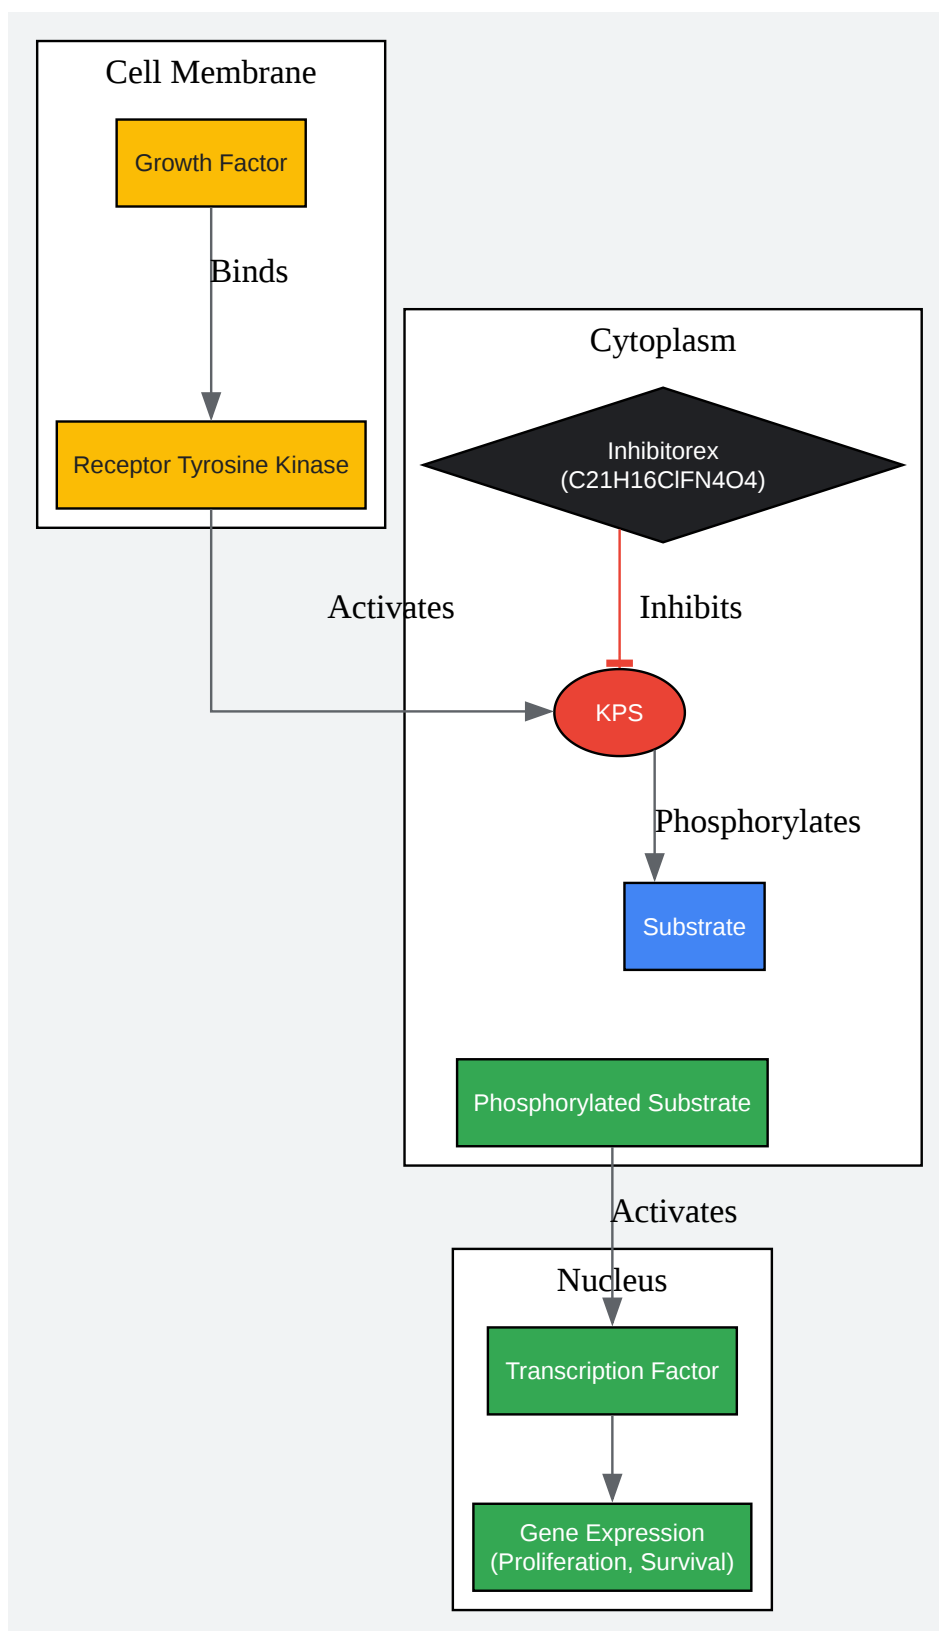 Cell Membrane
Growth Factor
Binds
Receptor Tyrosine Kinase
Cytoplasm
Inhibitorex
(C21H16ClFN4O4)
Activates
Inhibits
KPS
Phosphorylates
Substrate
Phosphorylated Substrate
Activates
Nucleus
Transcription Factor
Gene Expression
(Proliferation, Survival)